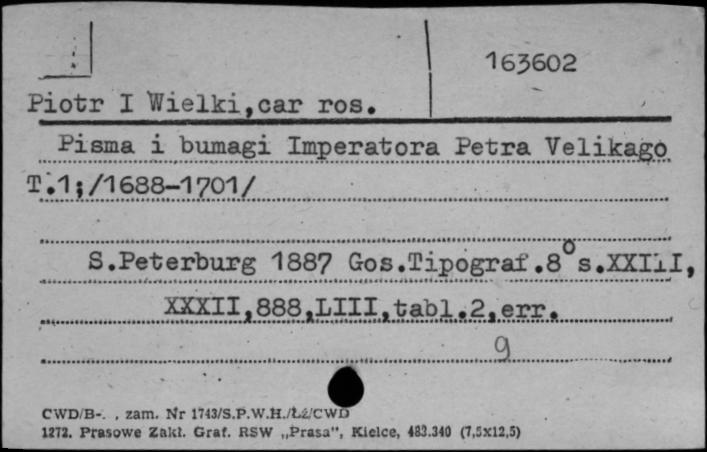 163602
Piotr I Wielki,car ros.
Pisma i bumagi Imperatora Petra Velikago
T.1;/1688-1701/
S.Peterburg 1887 Gos.Tipograf.8° s.XXIII,
XXXII,888,LIII,tabl.2,err.
9
CWD/B-. , zam. Nr 1743/S.P.W.H./Łź/CWD
1272. Prasowe Zakł. Graf. RSW „Prasa", Kielce, 483.340 (7,5x12,5)